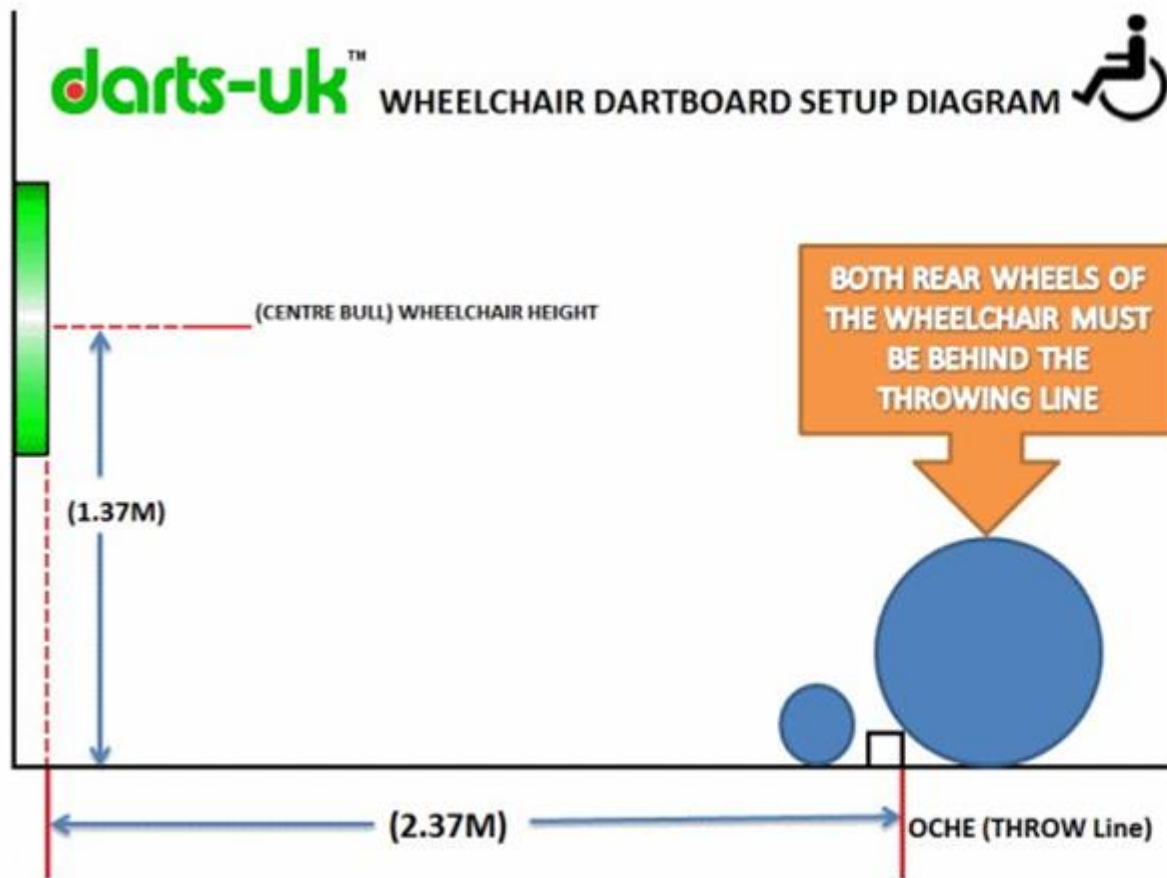 darts-uk™ WHEELCHAIR DARTBOARD SETUP DIAGRAM
(CENTRE BULL) WHEELCHAIR HEIGHT
BOTH REAR WHEELS OF
THE WHEELCHAIR MUST
BE BEHIND THE
THROWING LINE
(1.37M)
(2.37M)
OCHE (THROW Line)